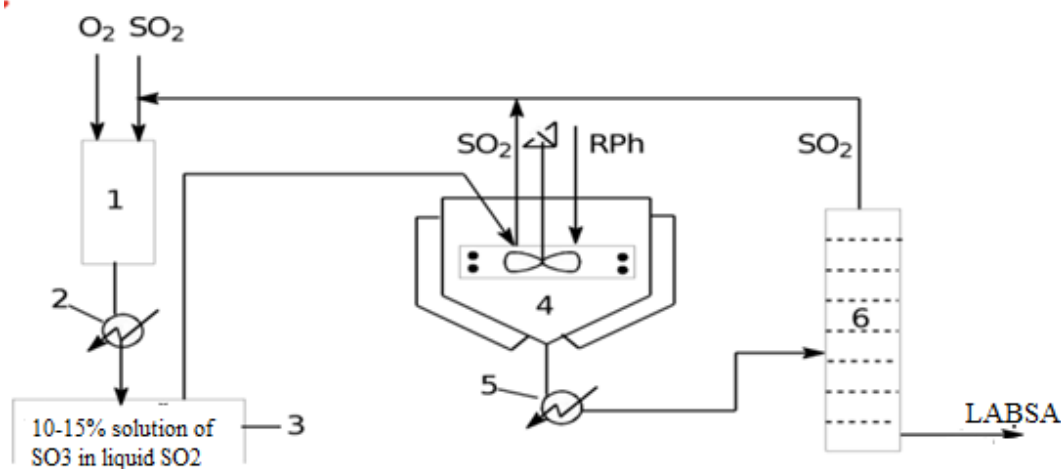 O₂ SO₂
SO₂
RPh
SO₂
1
2
3
4
5
6
10-15% solution of
SO3 in liquid SO2
LABSA